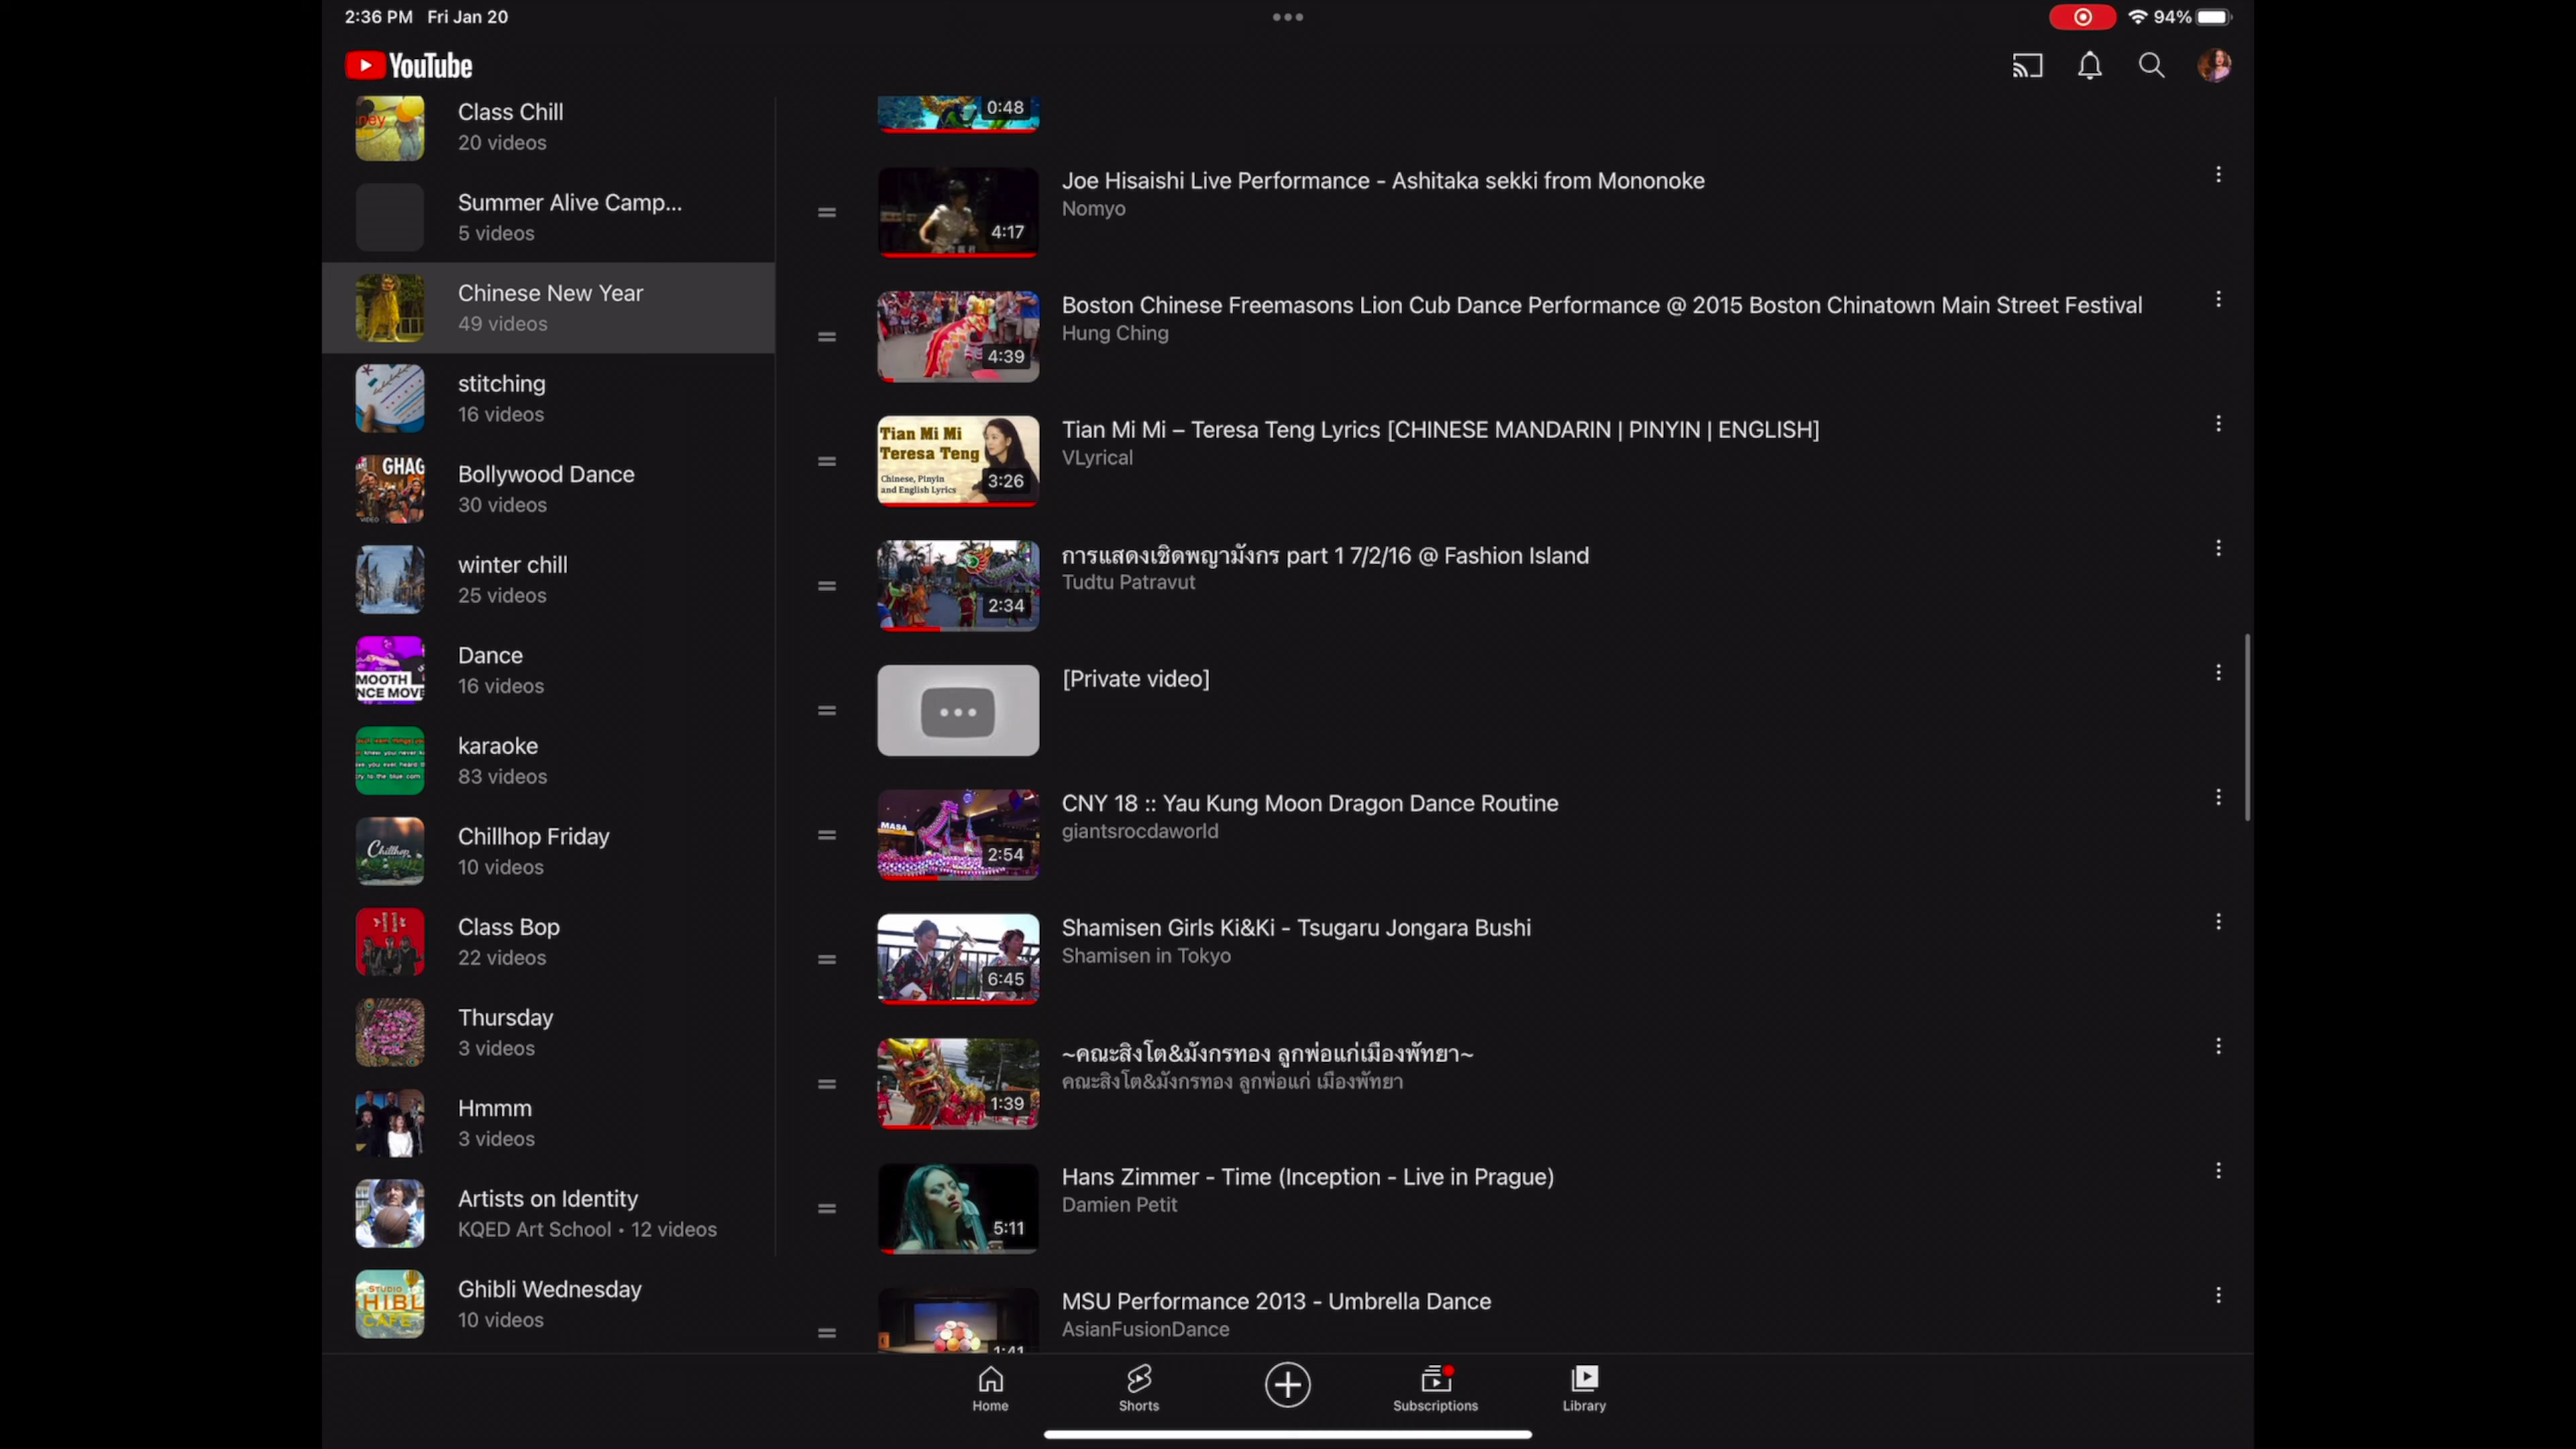 2:36 PM Fri Jan 20
94%
YouTube
Class Chill
20 videos
Summer Alive Camp...
5 videos
Chinese New Year
49 videos
stitching
16 videos
GHAG
VIDEO
Bollywood Dance
30 videos
winter chill
25 videos
MOOTH
NCE MOVE
Dance
16 videos
karaoke
83 videos
Chillhop
Chillhop Friday
10 videos
Class Bop
22 videos
Thursday
3 videos
Hmmm
3 videos
Artists on Identity
KQED Art School • 12 videos
STUDIO
HIBL
CAFE
Ghibli Wednesday
10 videos
0:48
4:17
Joe Hisaishi Live Performance - Ashitaka sekki from Mononoke
Nomyo
4:39
Boston Chinese Freemasons Lion Cub Dance Performance @ 2015 Boston Chinatown Main Street Festival
Hung Ching
Tian Mi Mi
Teresa Teng
Chinese, Pinyin
and English Lyrics
3:26
Tian Mi Mi – Teresa Teng Lyrics [CHINESE MANDARIN | PINYIN | ENGLISH]
VLyrical
2:34
การแสดงเชิดพญามังกร part 1 7/2/16 @ Fashion Island
Tudtu Patravut
[Private video]
MASA
2:54
CNY 18 :: Yau Kung Moon Dragon Dance Routine
giantsrocdaworld
6:45
Shamisen Girls Ki&Ki - Tsugaru Jongara Bushi
Shamisen in Tokyo
1:39
~คณะสิงโต&มังกรทอง ลูกพ่อแก่เมืองพัทยา~
คณะสิงโต&มังกรทอง ลูกพ่อแก่ เมืองพัทยา
5:11
Hans Zimmer - Time (Inception - Live in Prague)
Damien Petit
1:41
MSU Performance 2013 - Umbrella Dance
AsianFusionDance
Home
Shorts
Subscriptions
Library